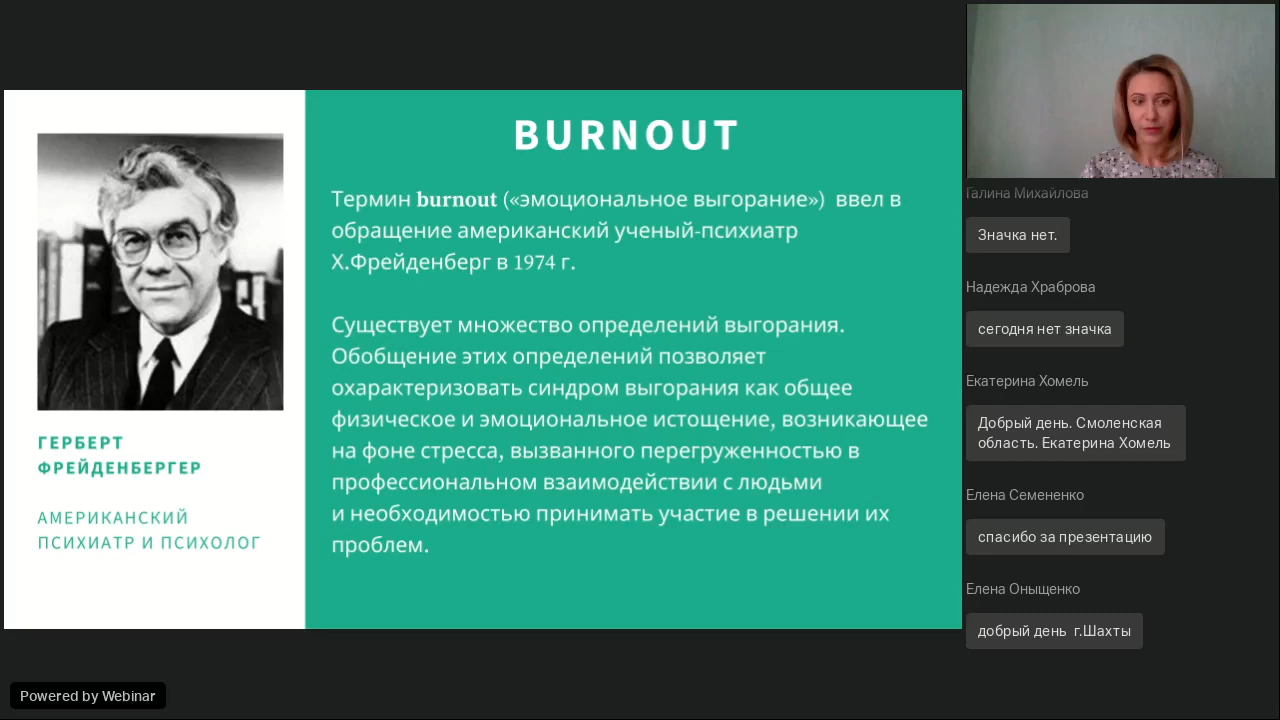 BURNOUT
Термин burnout («эмоциональное выгорание») ввел в
обращение американский ученый-психиатр
Х.Фрейденберг в 1974 г.
Существует множество определений выгорания.
Обобщение этих определений позволяет
охарактеризовать синдром выгорания как общее
физическое и эмоциональное истощение, возникающее
на фоне стресса, вызванного перегруженностью в
профессиональном взаимодействии с людьми
и необходимостью принимать участие в решении их
проблем.
ГЕРБЕРТ
ФРЕЙДЕНБЕРГЕР
АМЕРИКАНСКИЙ
ПСИХИАТР И ПСИХОЛОГ
Галина Михайлова
Значка нет.
Надежда Храброва
сегодня нет значка
Екатерина Хомель
Добрый день. Смоленская
область. Екатерина Хомель
Елена Семененко
спасибо за презентацию
Елена Оныщенко
добрый день г.Шахты
Powered by Webinar